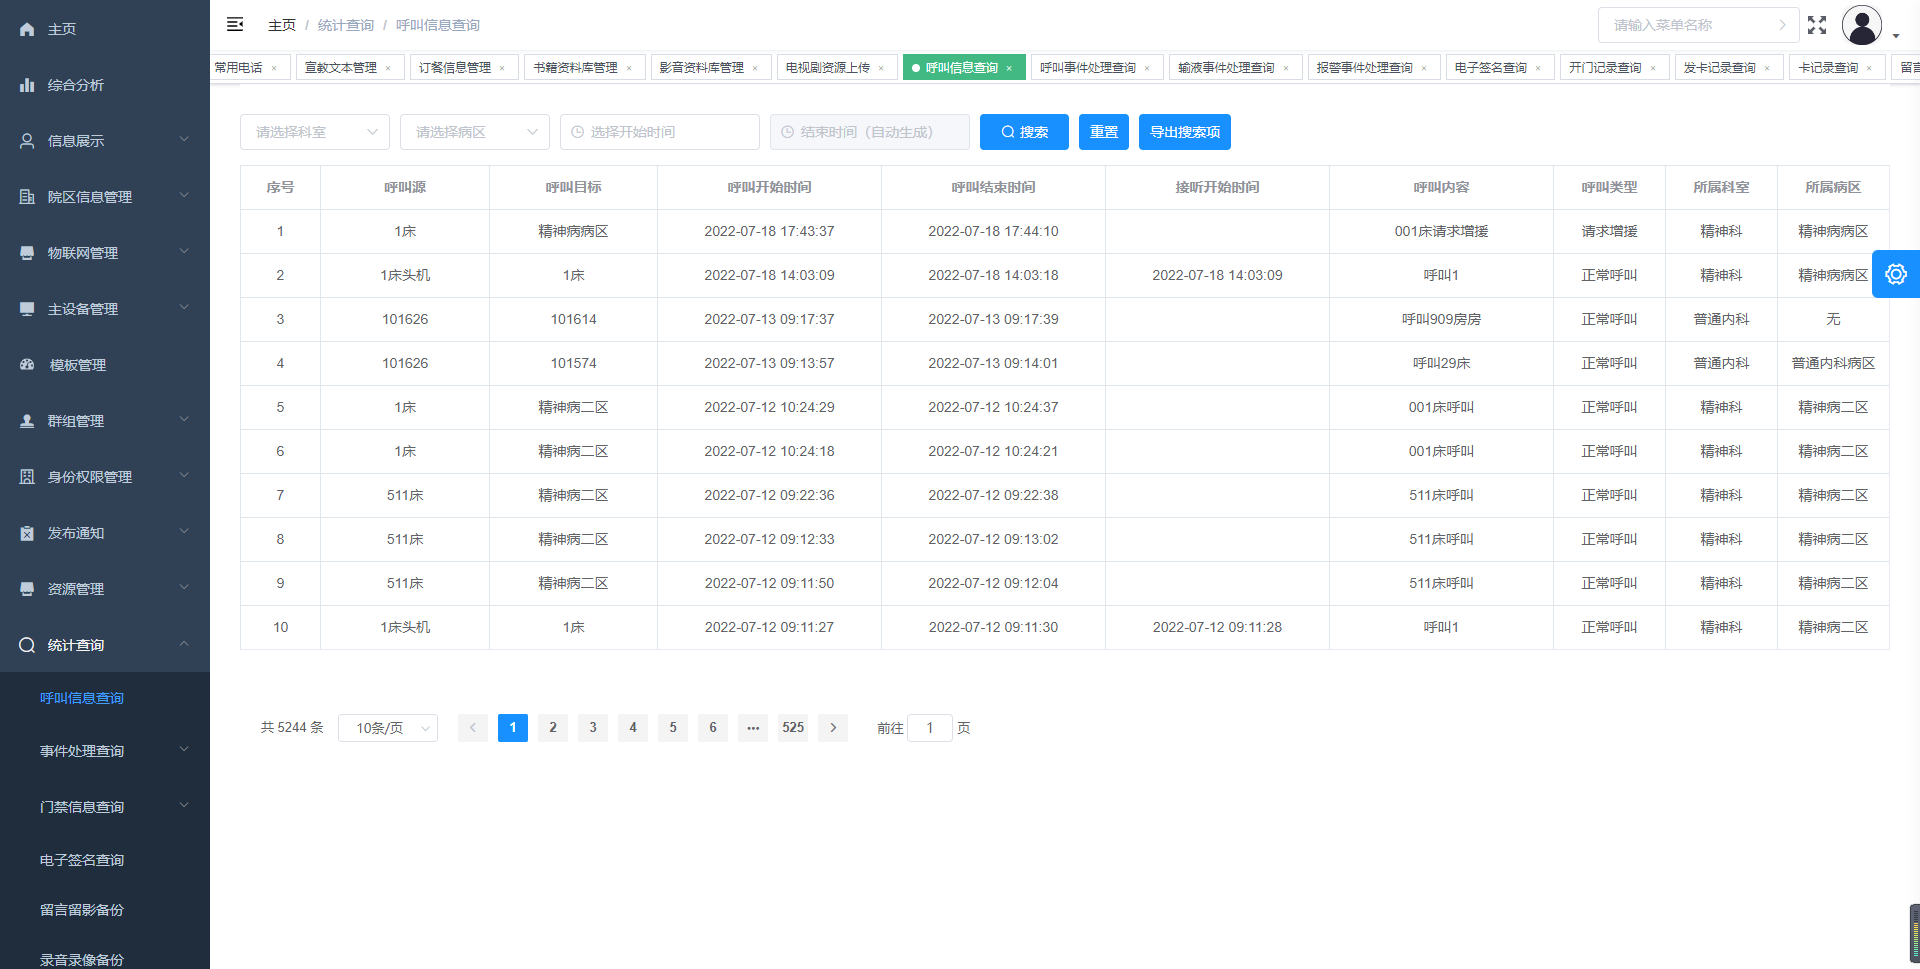 主页 / 统计查询 / 呼叫信息查询
请输入菜单名称
常用电话 × 宣教文本管理 × 订餐信息管理 × 书籍资料库管理 × 影音资料库管理 × 电视剧资源上传 × 呼叫信息查询 × 呼叫事件处理查询 × 输液事件处理查询 × 报警事件处理查询 × 电子签名查询 × 开门记录查询 × 发卡记录查询 × 卡记录查询 × 留言
主页
综合分析
信息展示
院区信息管理
物联网管理
主设备管理
模板管理
群组管理
身份权限管理
发布通知
资源管理
统计查询
呼叫信息查询
事件处理查询
门禁信息查询
电子签名查询
留言留影备份
录音录像备份
请选择科室 请选择病区 选择开始时间 结束时间（自动生成） 搜索 重置 导出搜索项
序号 呼叫源 呼叫目标 呼叫开始时间 呼叫结束时间 接听开始时间 呼叫内容 呼叫类型 所属科室 所属病区
1 1床 精神病病区 2022-07-18 17:43:37 2022-07-18 17:44:10 001床请求增援 请求增援 精神科 精神病病区
2 1床头机 1床 2022-07-18 14:03:09 2022-07-18 14:03:18 2022-07-18 14:03:09 呼叫1 正常呼叫 精神科 精神病病区
3 101626 101614 2022-07-13 09:17:37 2022-07-13 09:17:39 呼叫909房房 正常呼叫 普通内科 无
4 101626 101574 2022-07-13 09:13:57 2022-07-13 09:14:01 呼叫29床 正常呼叫 普通内科 普通内科病区
5 1床 精神病二区 2022-07-12 10:24:29 2022-07-12 10:24:37 001床呼叫 正常呼叫 精神科 精神病二区
6 1床 精神病二区 2022-07-12 10:24:18 2022-07-12 10:24:21 001床呼叫 正常呼叫 精神科 精神病二区
7 511床 精神病二区 2022-07-12 09:22:36 2022-07-12 09:22:38 511床呼叫 正常呼叫 精神科 精神病二区
8 511床 精神病二区 2022-07-12 09:12:33 2022-07-12 09:13:02 511床呼叫 正常呼叫 精神科 精神病二区
9 511床 精神病二区 2022-07-12 09:11:50 2022-07-12 09:12:04 511床呼叫 正常呼叫 精神科 精神病二区
10 1床头机 1床 2022-07-12 09:11:27 2022-07-12 09:11:30 2022-07-12 09:11:28 呼叫1 正常呼叫 精神科 精神病二区
共 5244 条 10条/页 1 2 3 4 5 6 ••• 525 前往 1 页